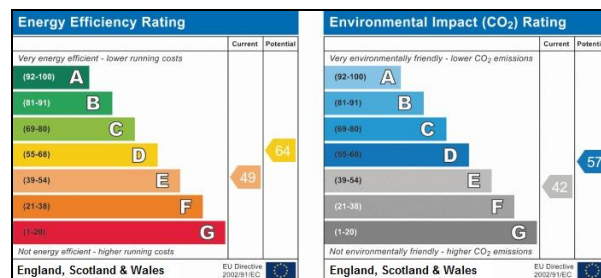 Energy Efficiency Rating
Current Potential
Very energy efficient - lower running costs
(92-100) A
(81-91) B
(69-80) C
(55-68) D
(39-54) E
(21-38) F
(1-20) G
49
64
Not energy efficient - higher running costs
England, Scotland & Wales
EU Directive
2002/91/EC
Environmental Impact (CO₂) Rating
Current Potential
Very environmentally friendly - lower CO₂ emissions
(92-100) A
(81-91) B
(69-80) C
(55-68) D
(39-54) E
(21-38) F
(1-20) G
42
57
Not environmentally friendly - higher CO₂ emissions
England, Scotland & Wales
EU Directive
2002/91/EC